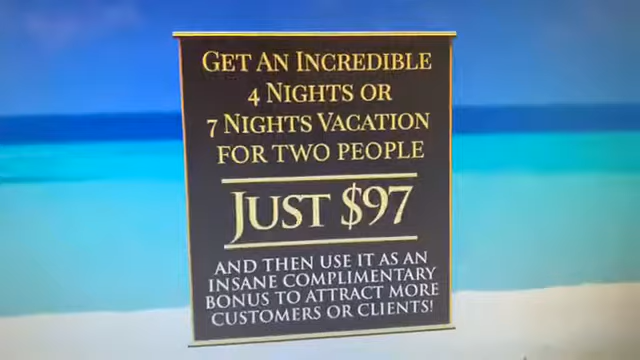 GET AN INCREDIBLE
4 NIGHTS OR
7 NIGHTS VACATION
FOR TWO PEOPLE
JUST $97
AND THEN USE IT AS AN
INSANE COMPLIMENTARY
BONUS TO ATTRACT MORE
CUSTOMERS OR CLIENTS!